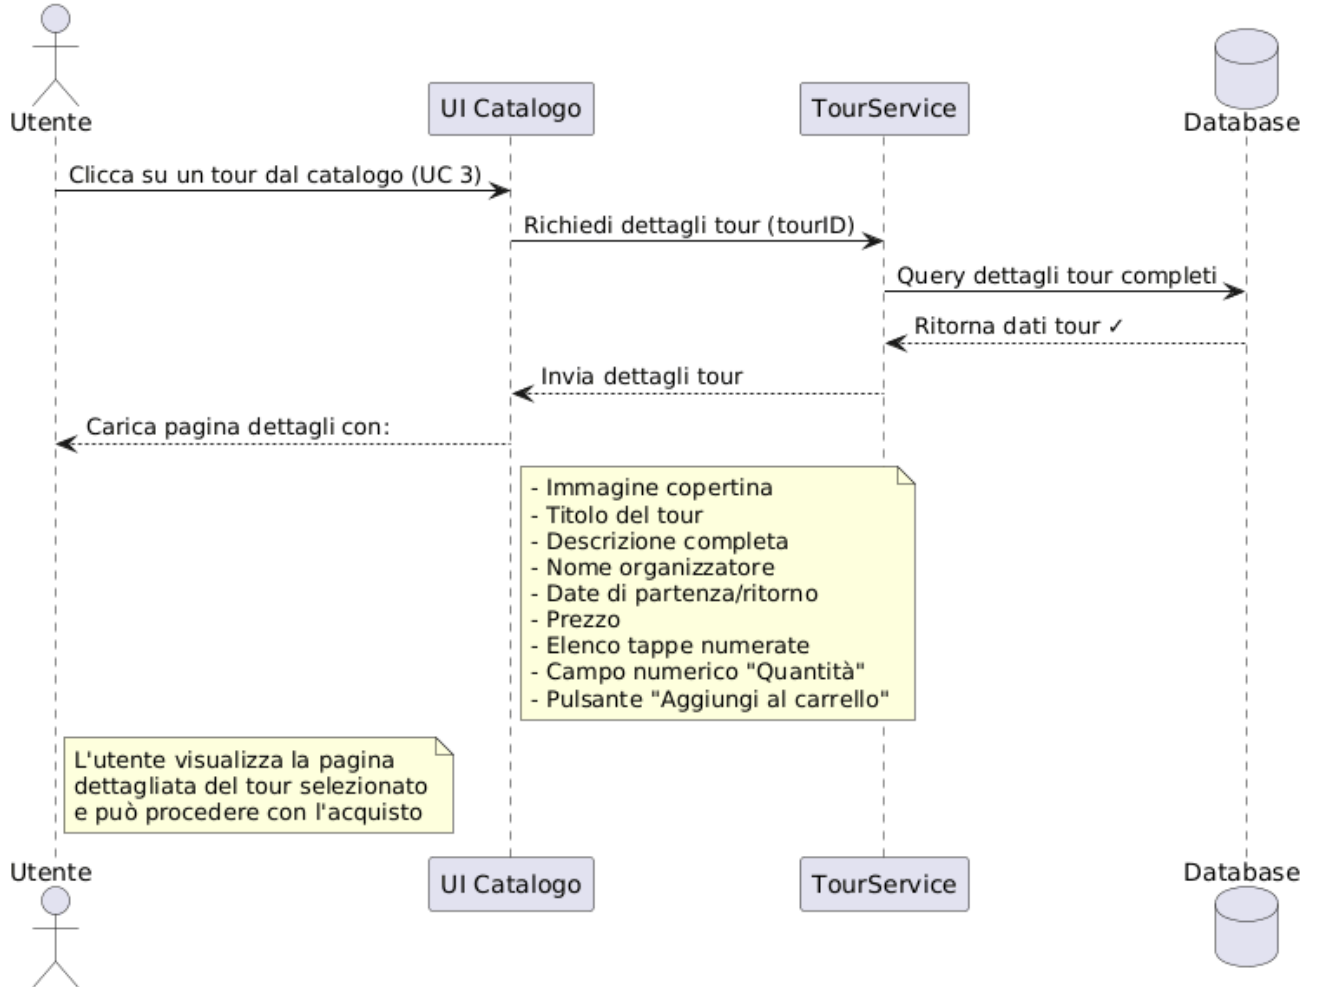 Utente
UI Catalogo
TourService
Database
Clicca su un tour dal catalogo (UC 3)
Richiedi dettagli tour (tourID)
Query dettagli tour completi
Ritorna dati tour ✓
Invia dettagli tour
Carica pagina dettagli con:
- Immagine copertina
- Titolo del tour
- Descrizione completa
- Nome organizzatore
- Date di partenza/ritorno
- Prezzo
- Elenco tappe numerate
- Campo numerico "Quantità"
- Pulsante "Aggiungi al carrello"
L'utente visualizza la pagina
dettagliata del tour selezionato
e può procedere con l'acquisto
Utente
UI Catalogo
TourService
Database